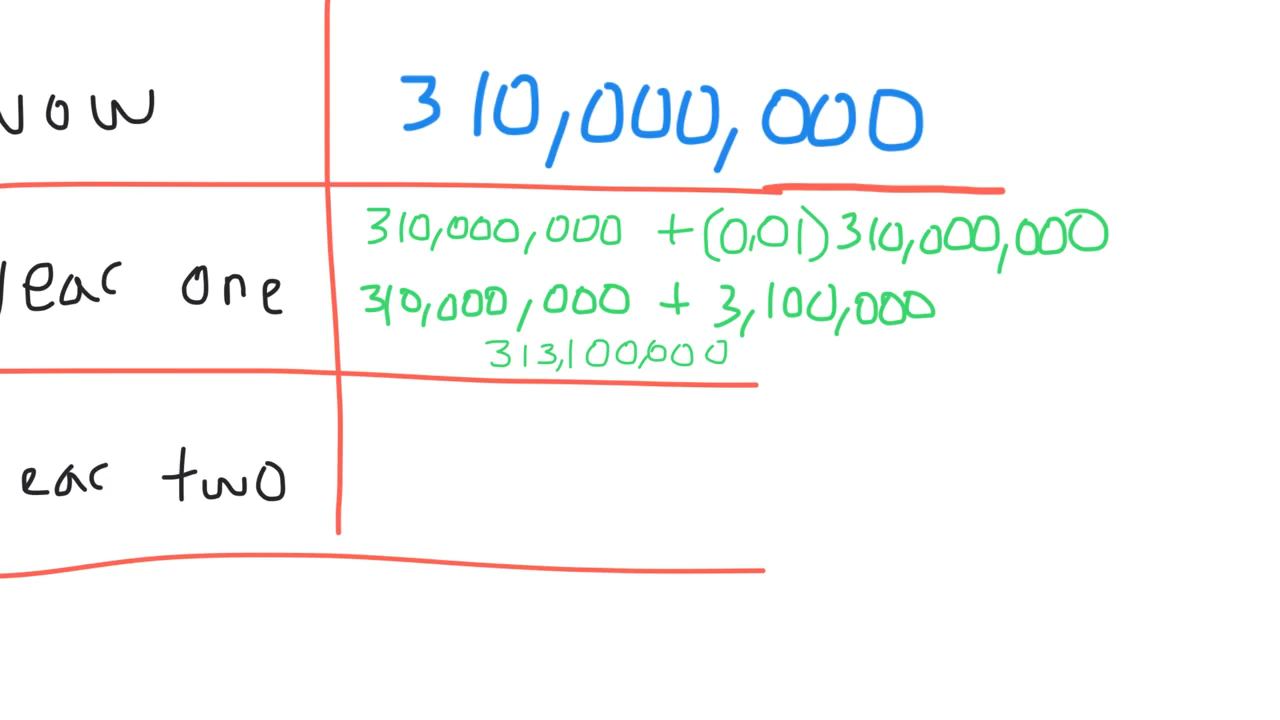 now 310,000,000
310,000,000 + (0.01)310,000,000
year one 310,000,000 + 3,100,000
313,100,000
ear two